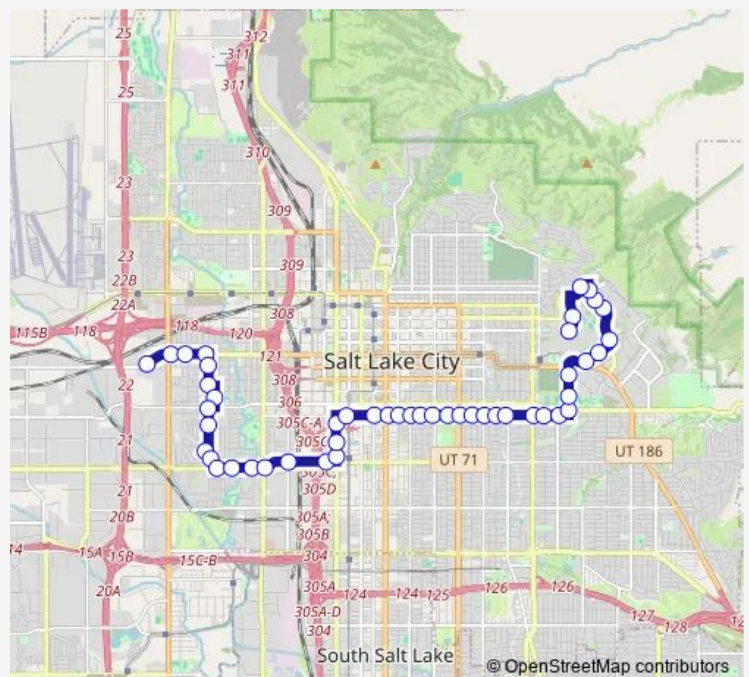 25
312
311
311
25
310
23
309
23
309
22B
22A
308
115B
118
118
120
121
Salt Lake City
22
308
306
305C-A
305C
21
UT 71
UT 186
305C,
305D
21
20B
305A;
305B
14
15A
15B
15C-B
304
20A
305A
124
124
125
126
126
305A-D
127
304
128
South Salt Lake
© OpenStreetMap contributors